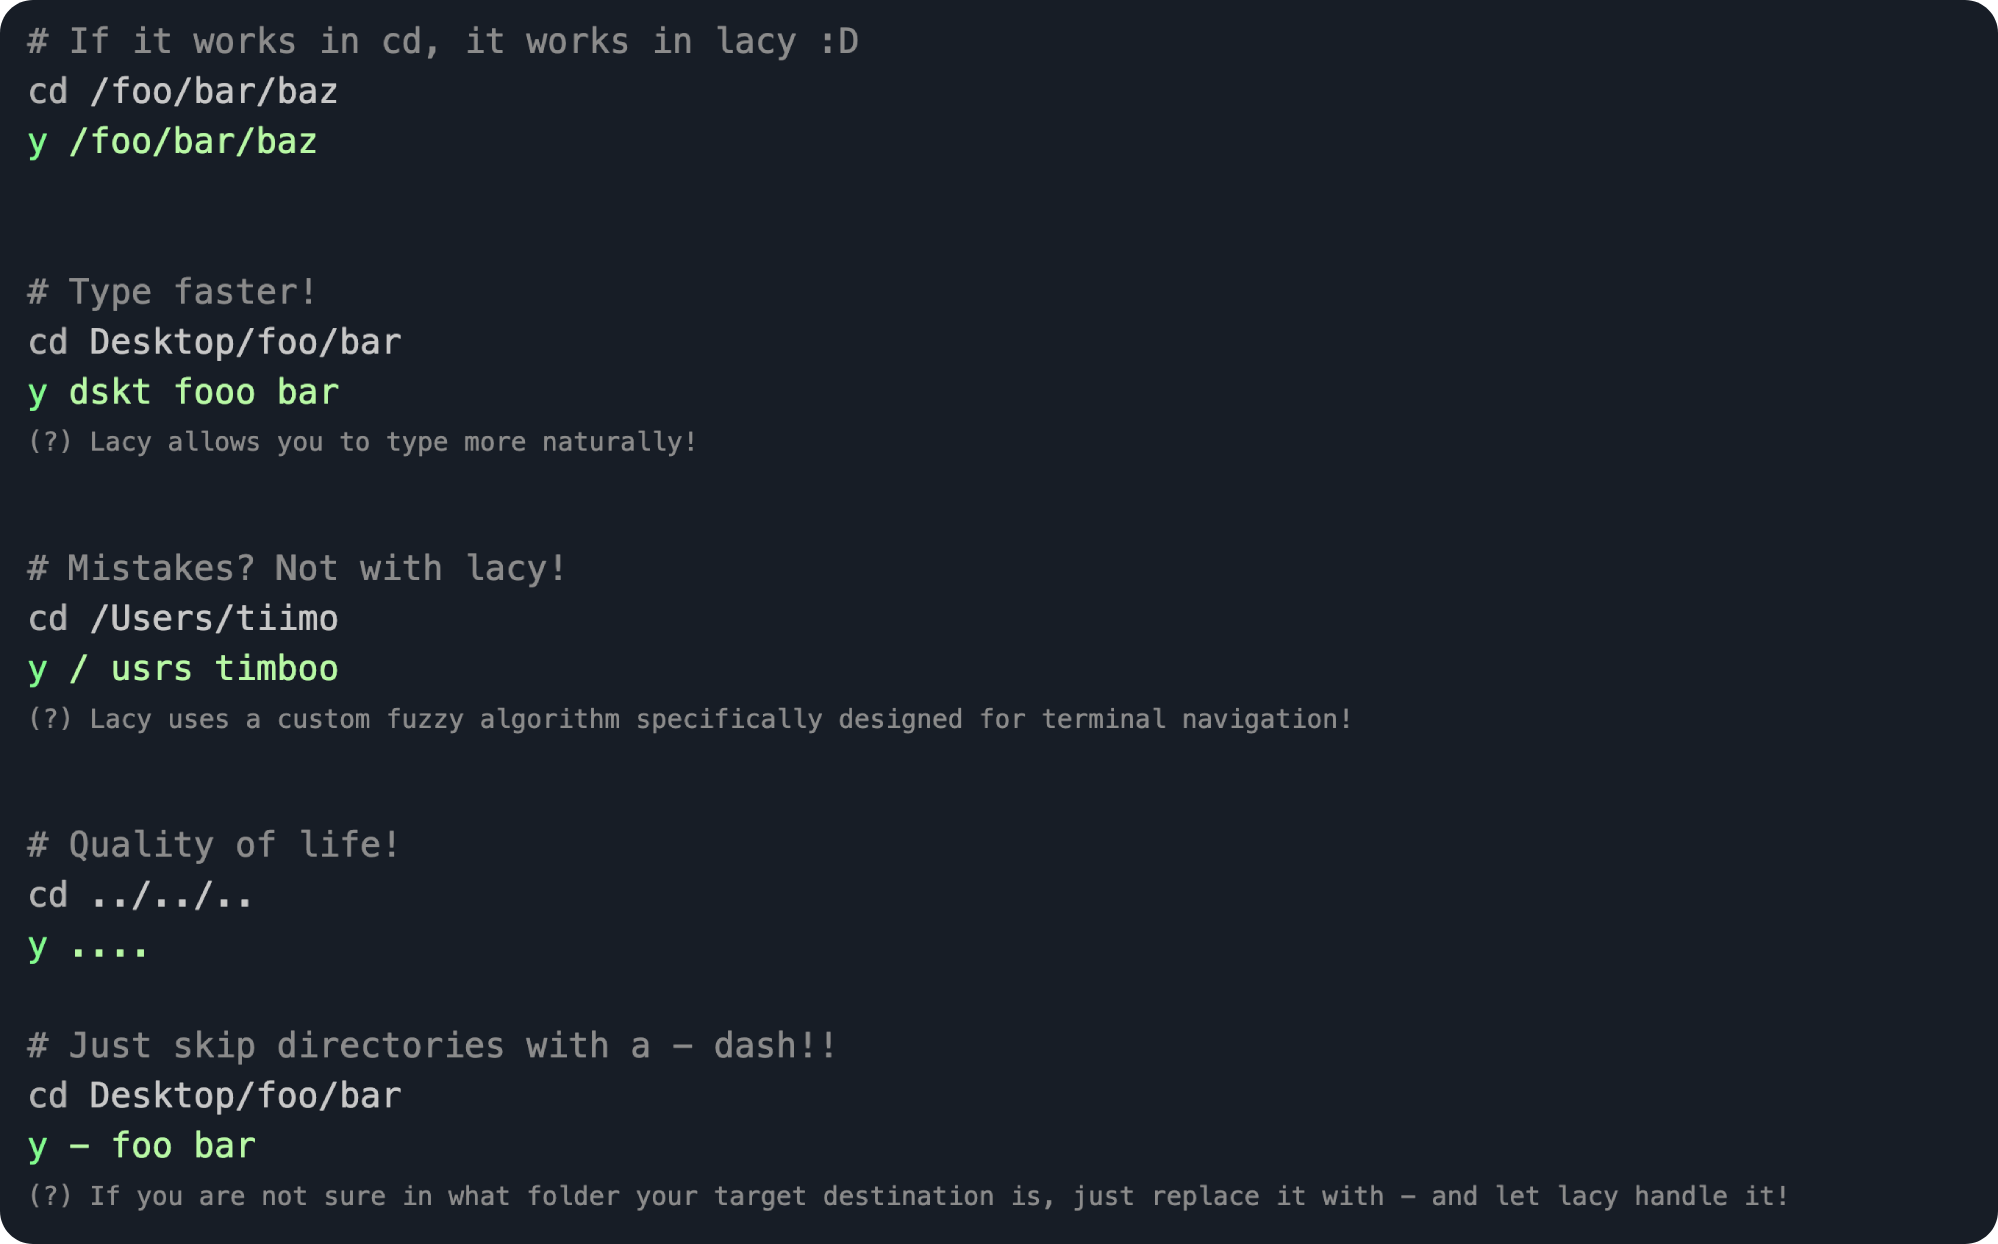 # If it works in cd, it works in lacy :D
cd /foo/bar/baz
y /foo/bar/baz
# Type faster!
cd Desktop/foo/bar
y dskt fooo bar
(?) Lacy allows you to type more naturally!
# Mistakes? Not with lacy!
cd /Users/tiimo
y / usrs timboo
(?) Lacy uses a custom fuzzy algorithm specifically designed for terminal navigation!
# Quality of life!
cd ../../..
y ....
# Just skip directories with a - dash!!
cd Desktop/foo/bar
y - foo bar
(?) If you are not sure in what folder your target destination is, just replace it with - and let lacy handle it!